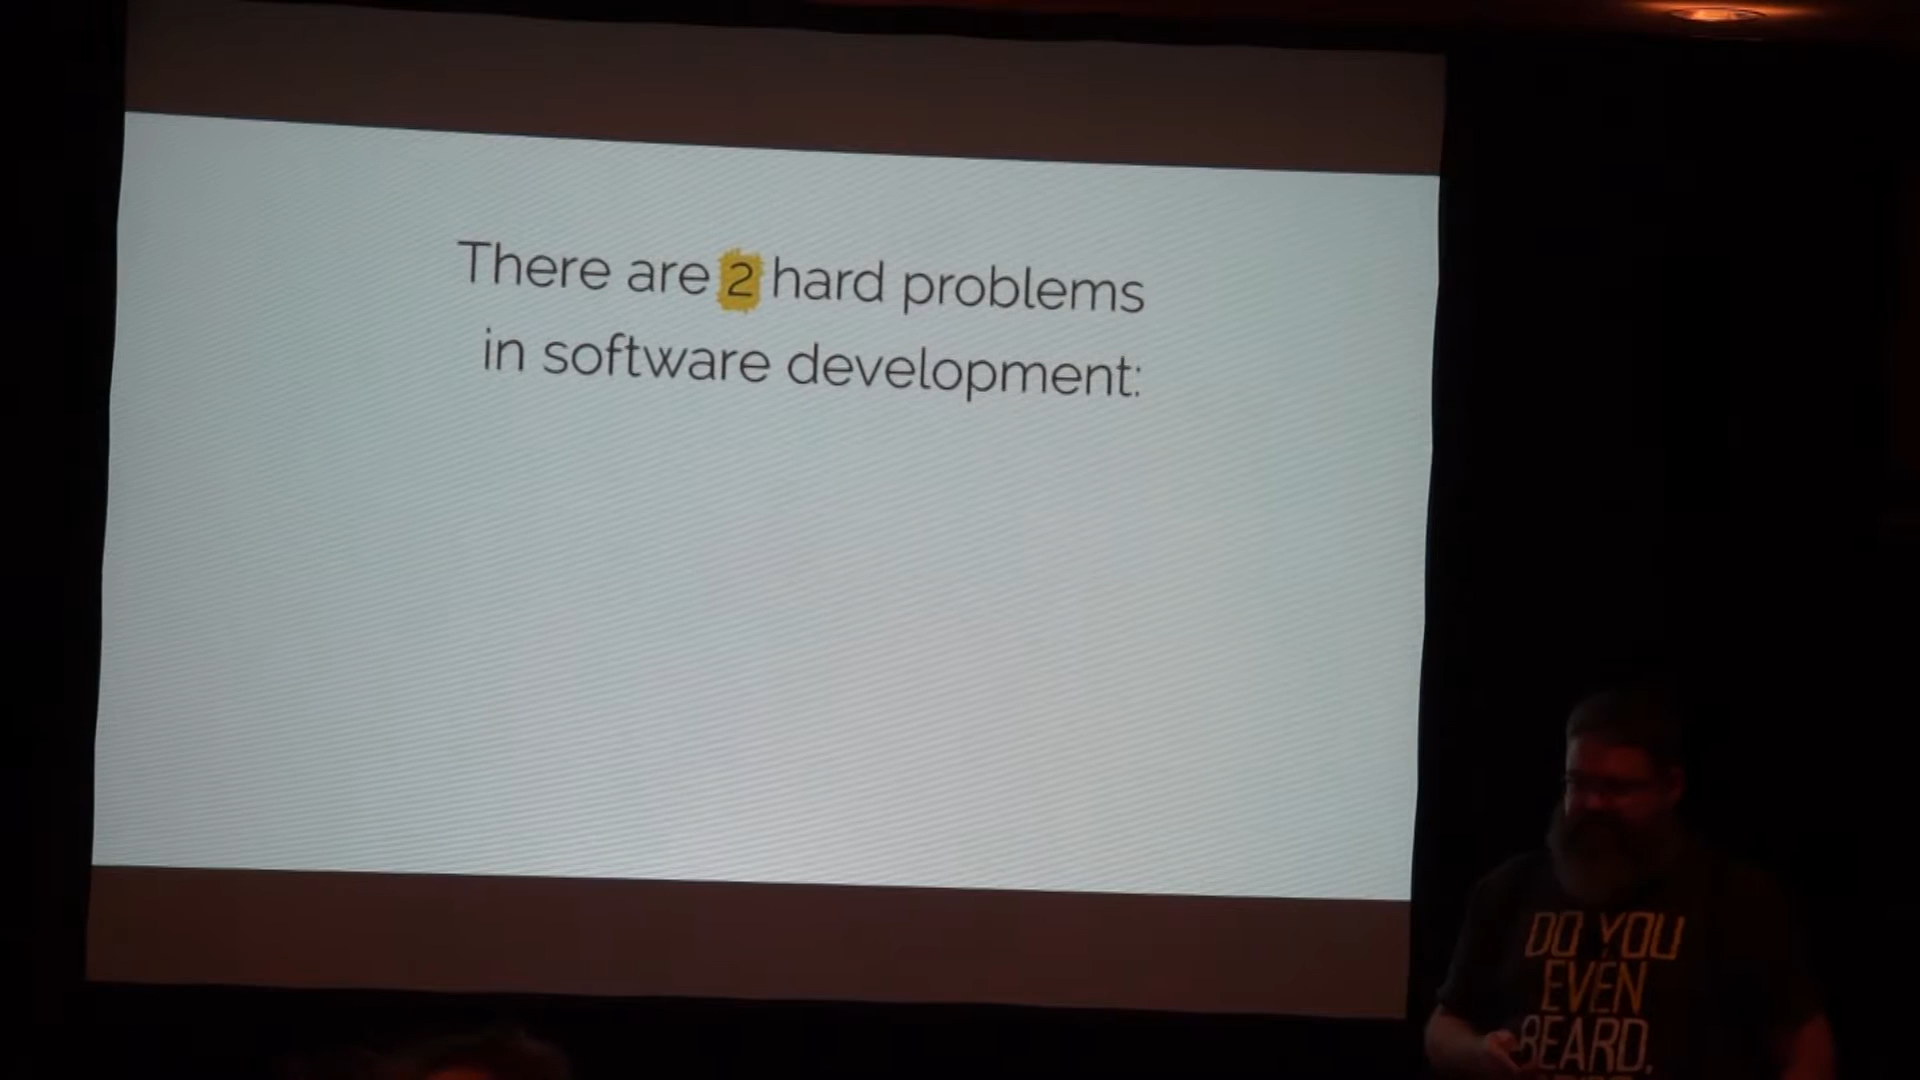 There are 2 hard problems
in software development:
DO YOU
EVEN
BEARD,